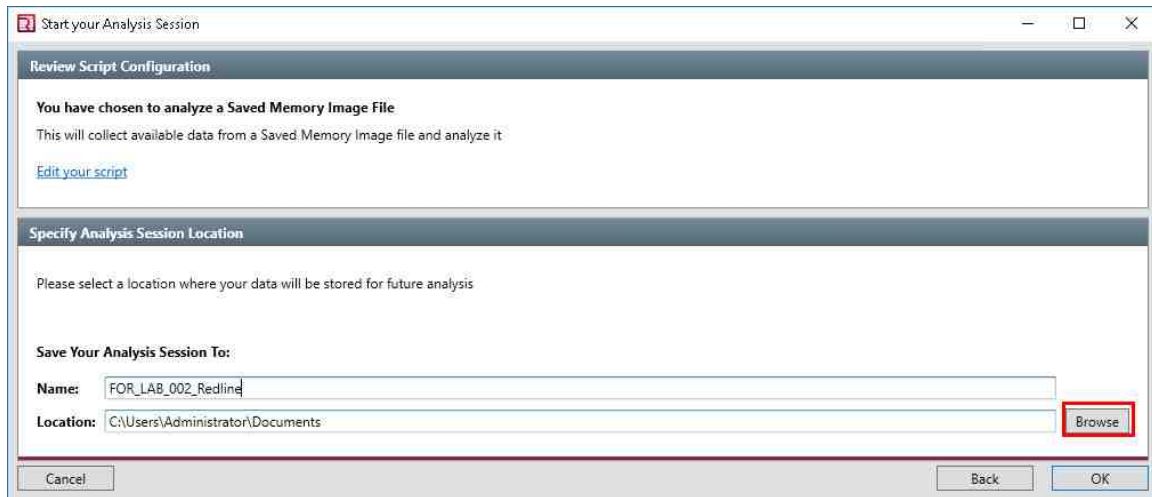 Start your Analysis Session
Review Script Configuration
You have chosen to analyze a Saved Memory Image File
This will collect available data from a Saved Memory Image file and analyze it
Edit your script
Specify Analysis Session Location
Please select a location where your data will be stored for future analysis
Save Your Analysis Session To:
Name: FOR_LAB_002_Redline
Location: C:\Users\Administrator\Documents Browse
Cancel Back OK